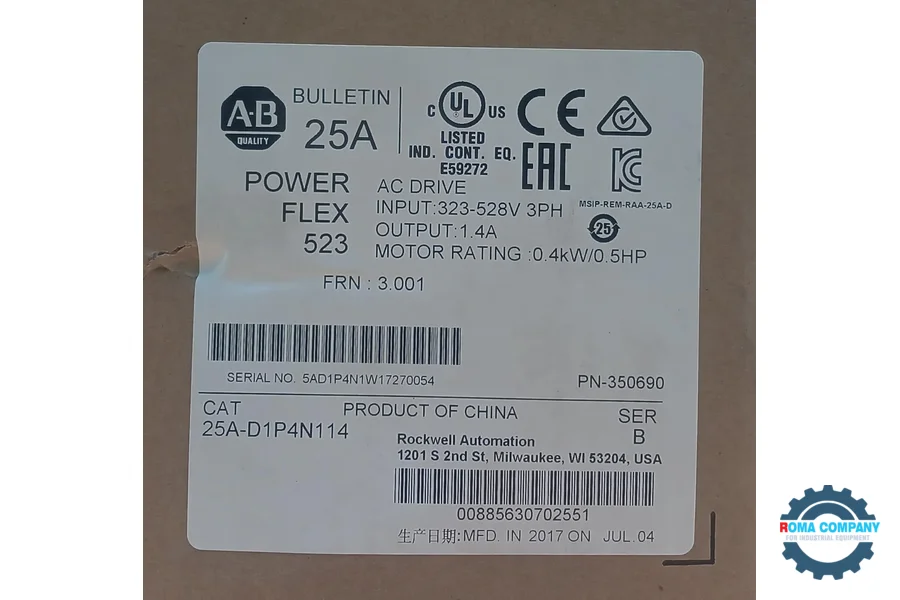 A·B
QUALITY
BULLETIN
25A
C UL US
LISTED
IND. CONT. EQ.
E59272
CE
EAC
KC
MSIP-REM-RAA-25A-D
25
POWER
FLEX
523
AC DRIVE
INPUT:323-528V 3PH
OUTPUT:1.4A
MOTOR RATING :0.4kW/0.5HP
FRN : 3.001
SERIAL NO. 5AD1P4N1W17270054
PN-350690
CAT
25A-D1P4N114
PRODUCT OF CHINA
SER
B
Rockwell Automation
1201 S 2nd St, Milwaukee, WI 53204, USA
00885630702551
生产日期:MFD. IN 2017 ON JUL.04
ROMA COMPANY
FOR INDUSTRIAL EQUIPMENT